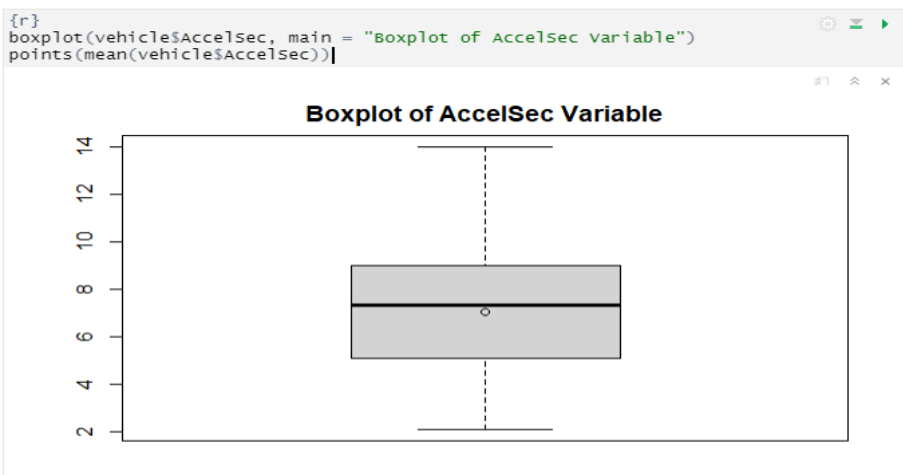 {r}
boxplot(vehicle$AccelSec, main = "Boxplot of AccelSec Variable")
points(mean(vehicle$AccelSec))
Boxplot of AccelSec Variable
14
12
10
8
6
4
2